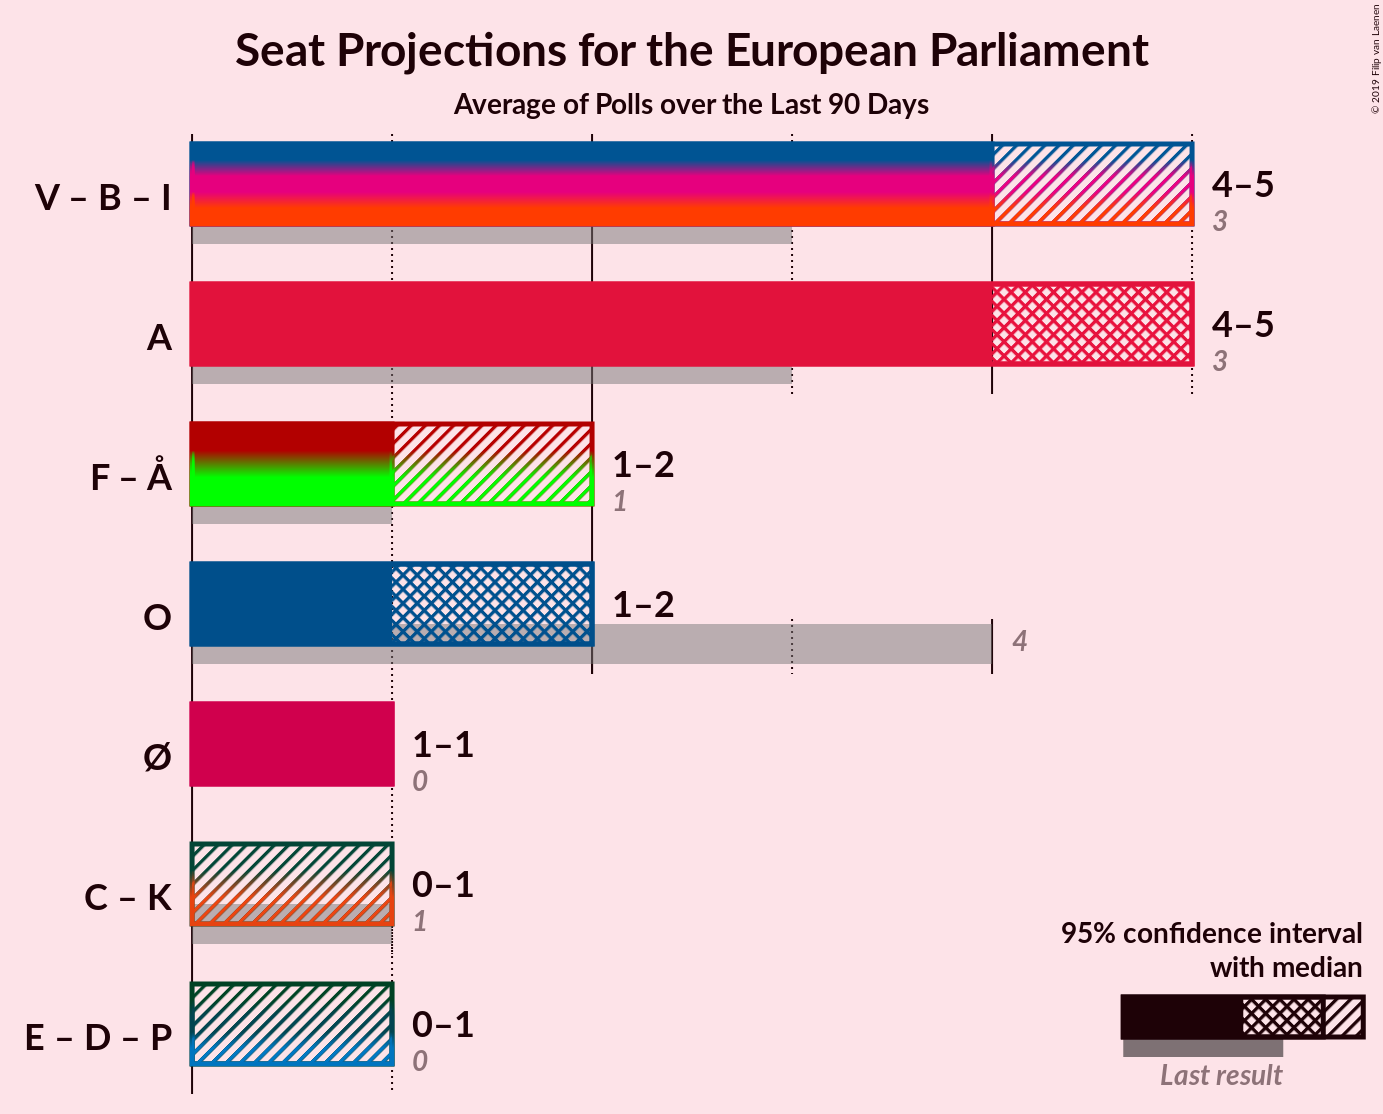 Seat Projections for the European Parliament
Average of Polls over the Last 90 Days
© 2019 Filip van Laenen
V – B – I
4–5
3
A
4–5
3
F – Å
1–2
1
O
1–2
4
Ø
1–1
0
C – K
0–1
1
E – D – P
0–1
0
95% confidence interval
with median
Last result